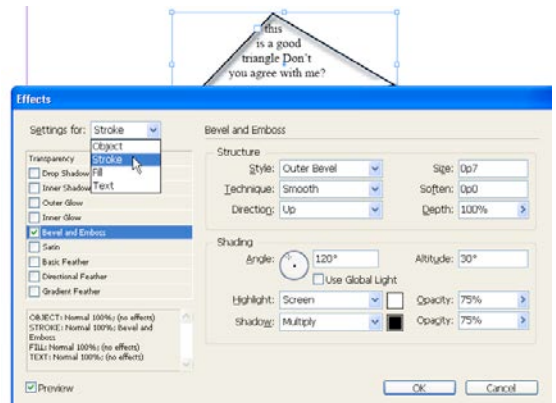 this
is a good
triangle Don't
you agree with me?
Effects
Settings for: Stroke
Object
Stroke
Fill
Text
Transparency
Drop Shadow
Inner Shadow
Outer Glow
Inner Glow
Bevel and Emboss
Satin
Basic Feather
Directional Feather
Gradient Feather
OBJECT: Normal 100%; (no effects)
STROKE: Normal 100%; Bevel and
Emboss
FILL: Normal 100%; (no effects)
TEXT: Normal 100%; (no effects)
Preview
Bevel and Emboss
Structure
Style: Outer Bevel Size: 0p7
Technique: Smooth Soften: 0p0
Direction: Up Depth: 100%
Shading
Angle: 120° Altitude: 30°
Use Global Light
Highlight: Screen Opacity: 75%
Shadow: Multiply Opacity: 75%
OK Cancel